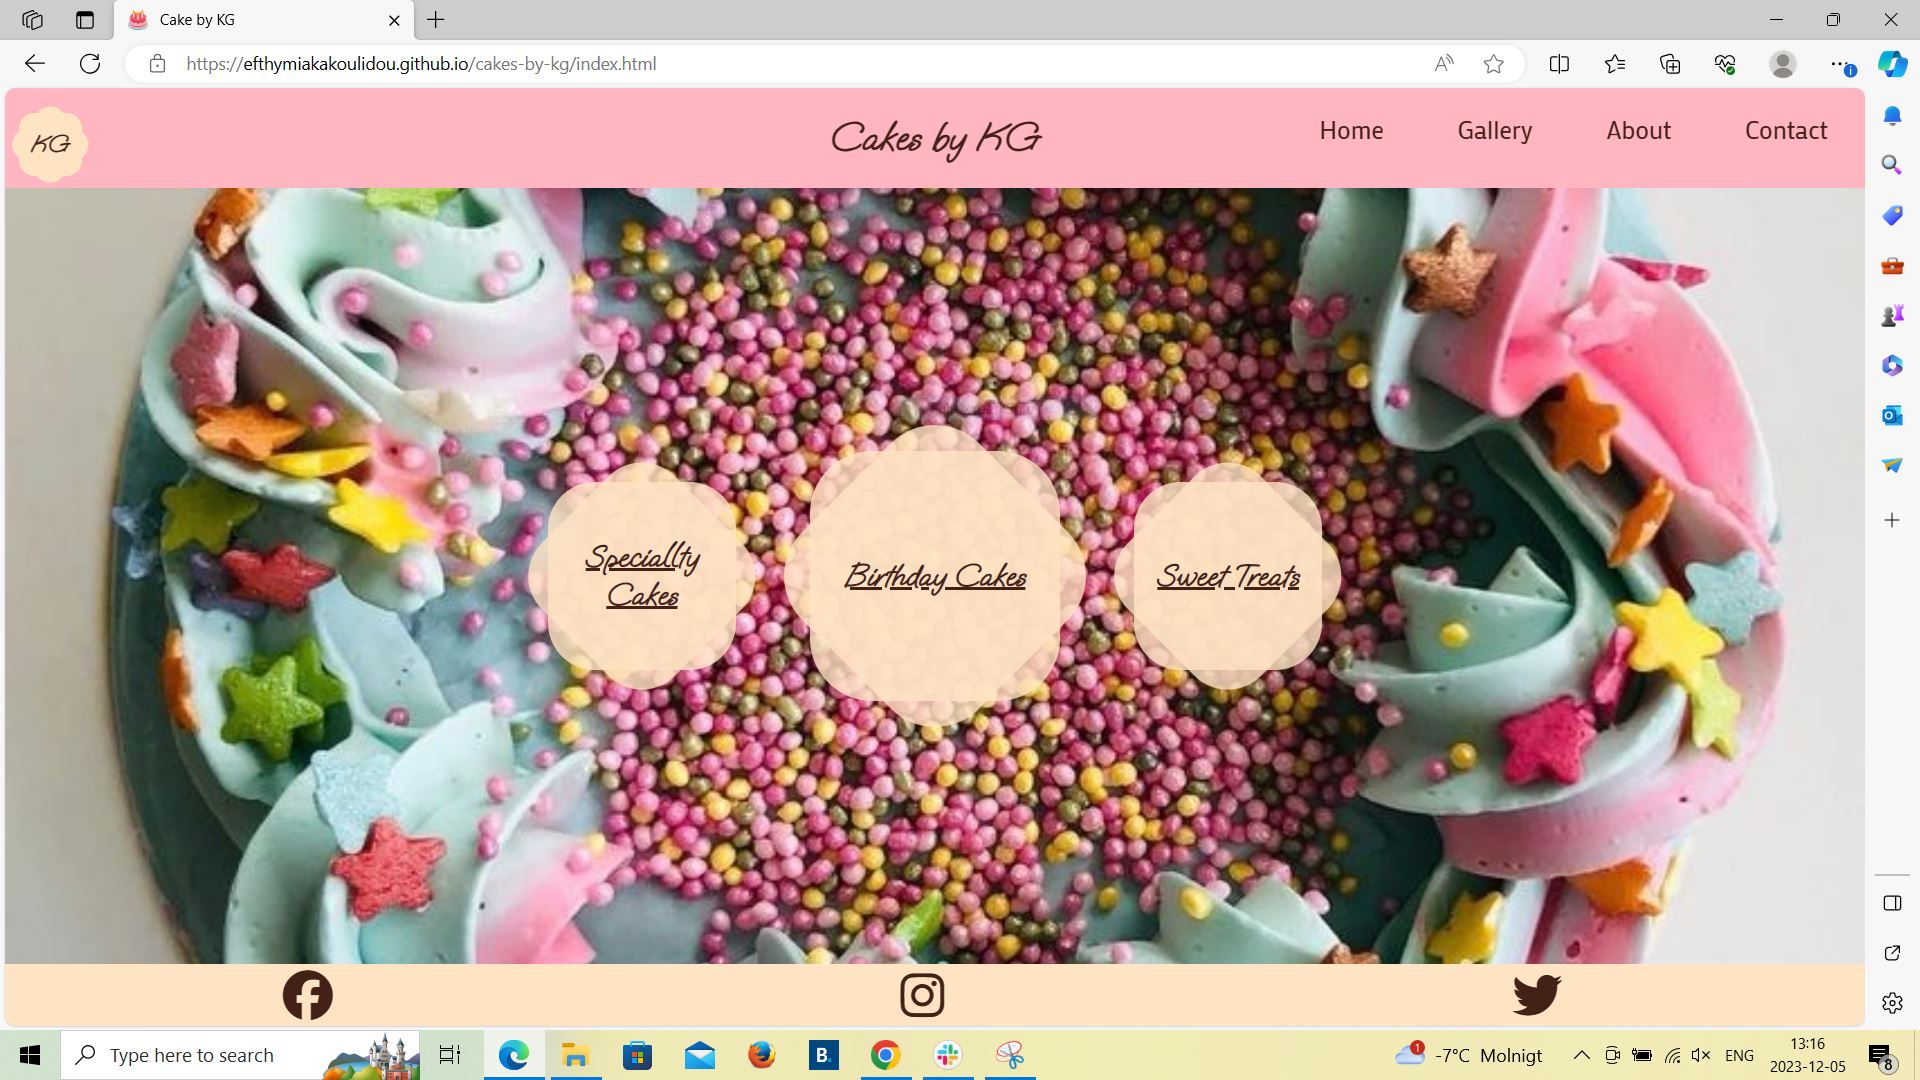 Cake by KG
https://efthymiakakoulidou.github.io/cakes-by-kg/index.html
KG
Cakes by KG
Home
Gallery
About
Contact
Speciallty
Cakes
Birthday Cakes
Sweet Treats
Type here to search
B.
1
-7°C Molnigt
ENG
13:16
2023-12-05
8